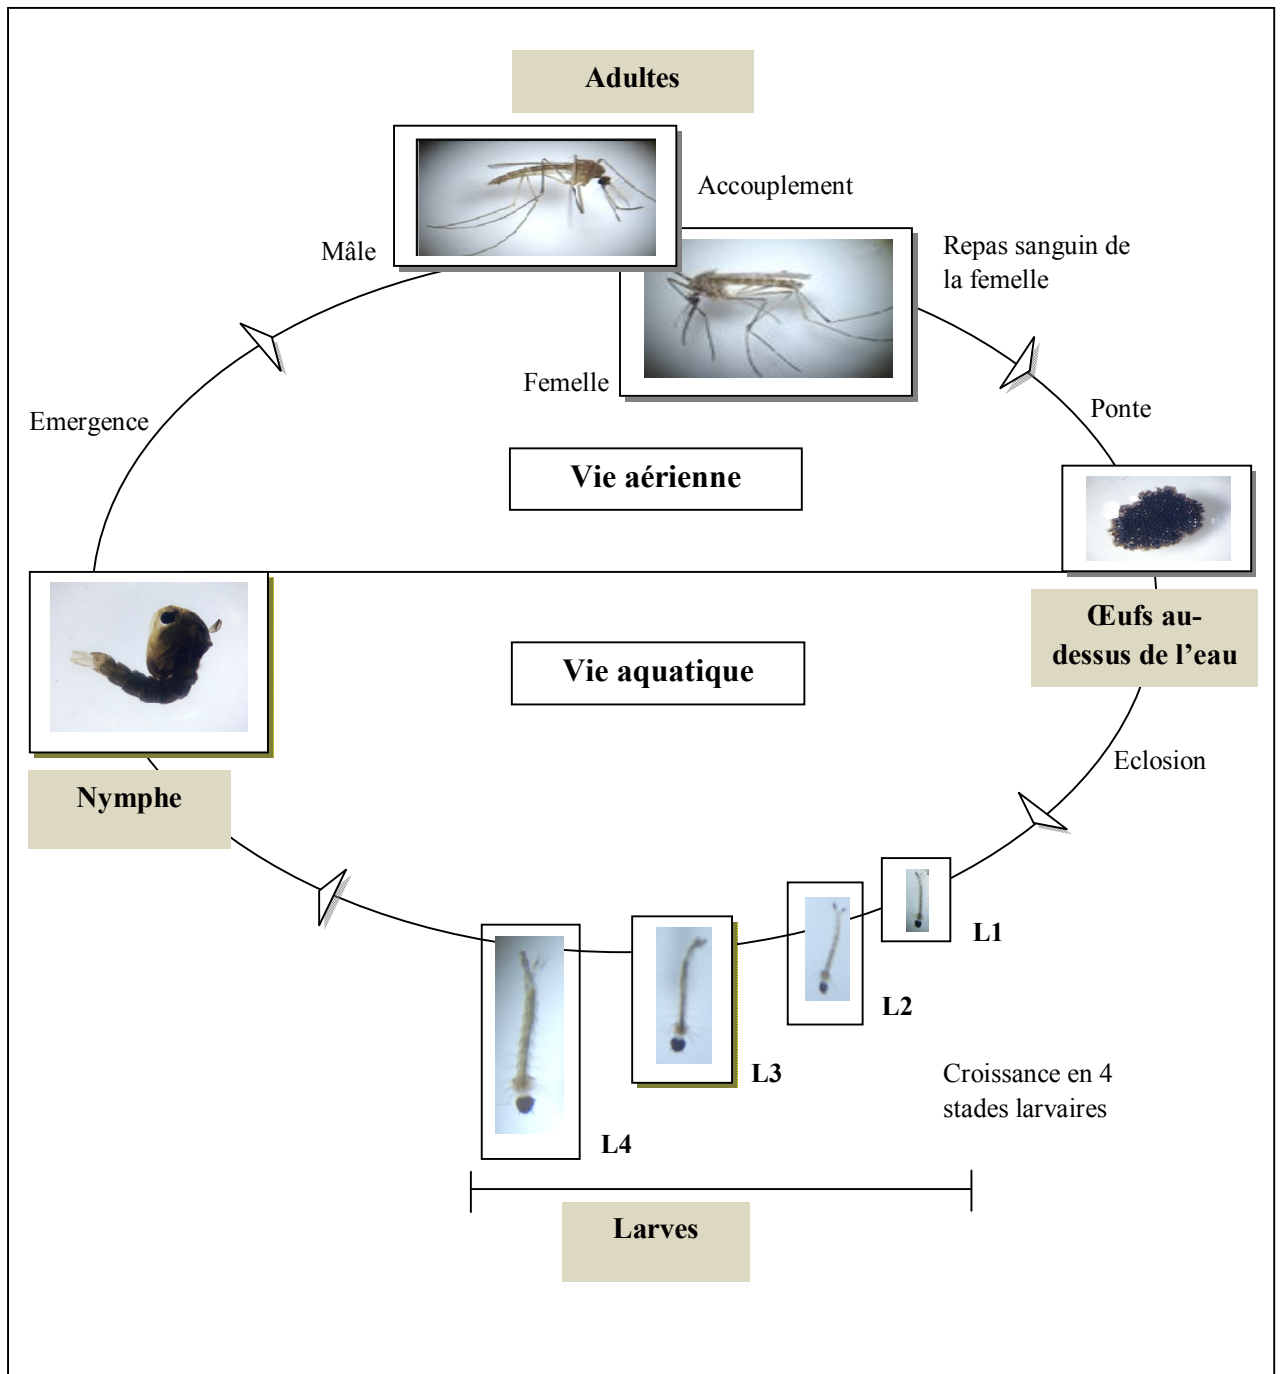 Adultes
Accouplement
Mâle
Repas sanguin de
la femelle
Femelle
Emergence
Ponte
Vie aérienne
Œufs au-
dessus de l’eau
Vie aquatique
Eclosion
Nymphe
L1
L2
L3
Croissance en 4
stades larvaires
L4
Larves